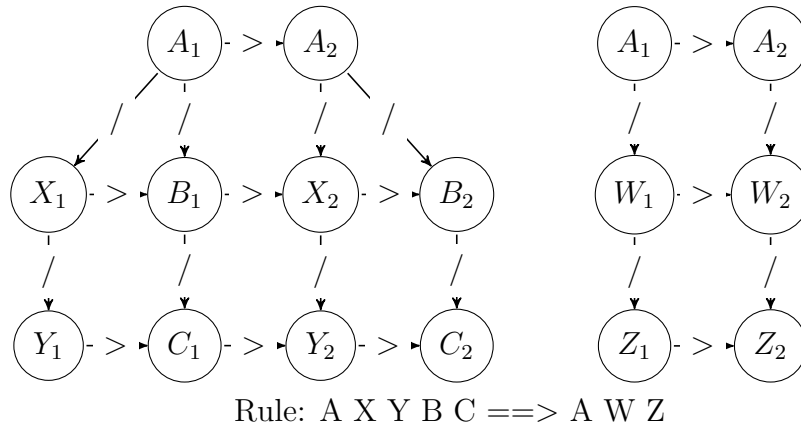 A₁ > A₂ A₁ > A₂
/ / / / / /
X₁ > B₁ > X₂ > B₂ W₁ > W₂
/ / / / / /
Y₁ > C₁ > Y₂ > C₂ Z₁ > Z₂
Rule: A X Y B C ==> A W Z